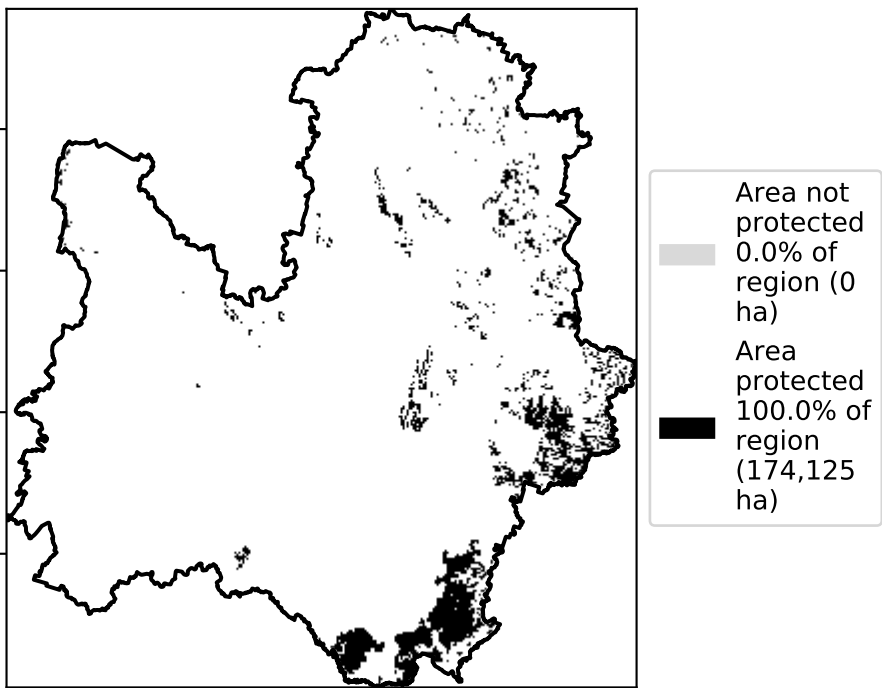 Area not
protected
0.0% of
region (0
ha)
Area
protected
100.0% of
region
(174,125
ha)